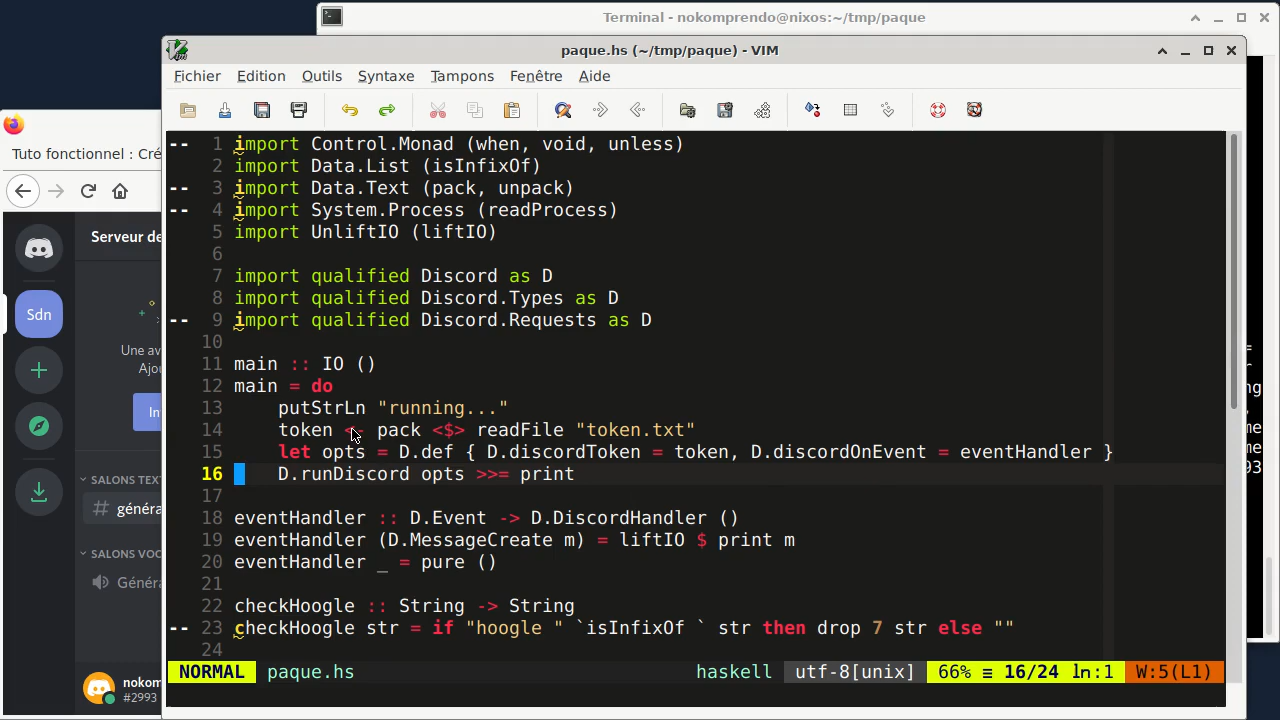 Terminal - nokomprendo@nixos:~/tmp/paque
paque.hs (~/tmp/paque) - VIM
Fichier Edition Outils Syntaxe Tampons Fenêtre Aide
Tuto fonctionnel : Cré
Serveur de
Sdn
Une av
Ajou
In
SALONS TEXT
# généra
SALONS VOC
Généra
nokom
#2993
-- 1 import Control.Monad (when, void, unless)
2 import Data.List (isInfixOf)
-- 3 import Data.Text (pack, unpack)
-- 4 import System.Process (readProcess)
5 import UnliftIO (liftIO)
6
7 import qualified Discord as D
8 import qualified Discord.Types as D
-- 9 import qualified Discord.Requests as D
10
11 main :: IO ()
12 main = do
13 putStrLn "running..."
14 token <- pack <$> readFile "token.txt"
15 let opts = D.def { D.discordToken = token, D.discordOnEvent = eventHandler }
16 D.runDiscord opts >>= print
17
18 eventHandler :: D.Event -> D.DiscordHandler ()
19 eventHandler (D.MessageCreate m) = liftIO $ print m
20 eventHandler _ = pure ()
21
22 checkHoogle :: String -> String
-- 23 checkHoogle str = if "hoogle " `isInfixOf ` str then drop 7 str else ""
24
NORMAL paque.hs haskell utf-8[unix] 66% ≡ 16/24 ln:1 W:5(L1)